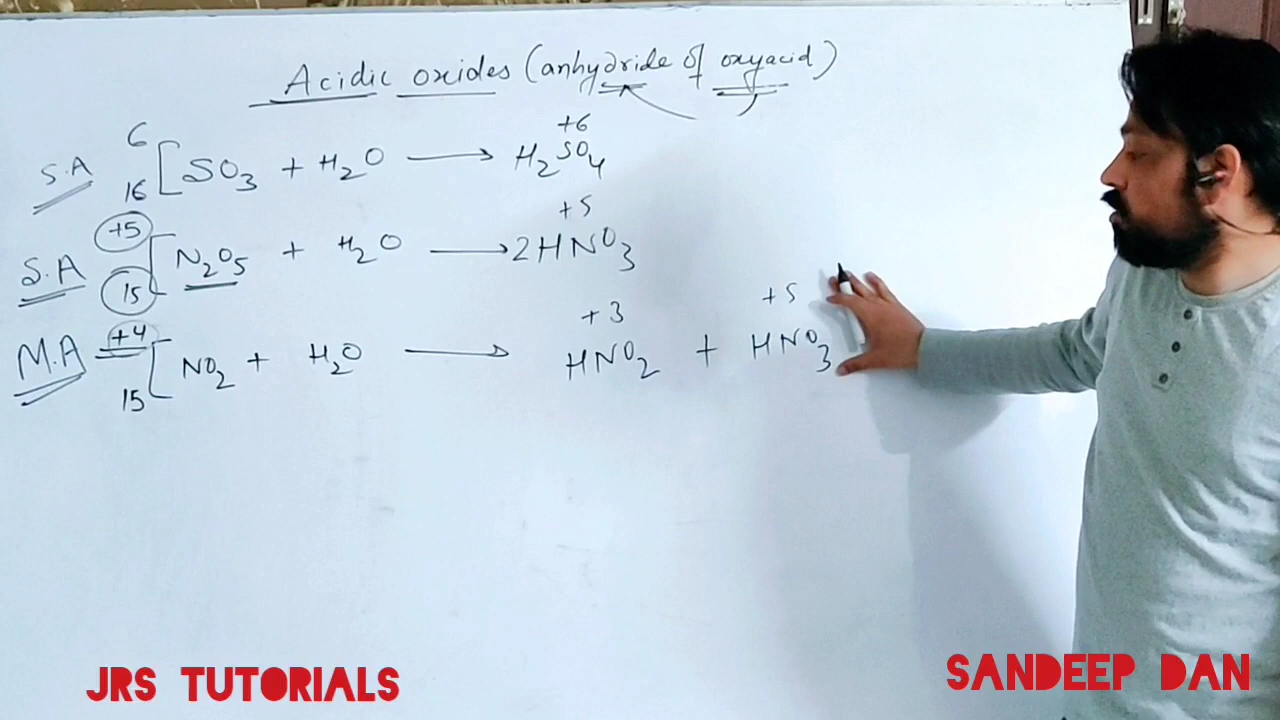 Acidic oxides (anhydride of oxyacid)
+6
6
S.A [SO3 + H2O → H2SO4
16
+5
+5
S.A [N2O5 + H2O → 2HNO3
15
+3 +5
+4
M.A [NO2 + H2O → HNO2 + HNO3
15
JRS TUTORIALS
SANDEEP DAN